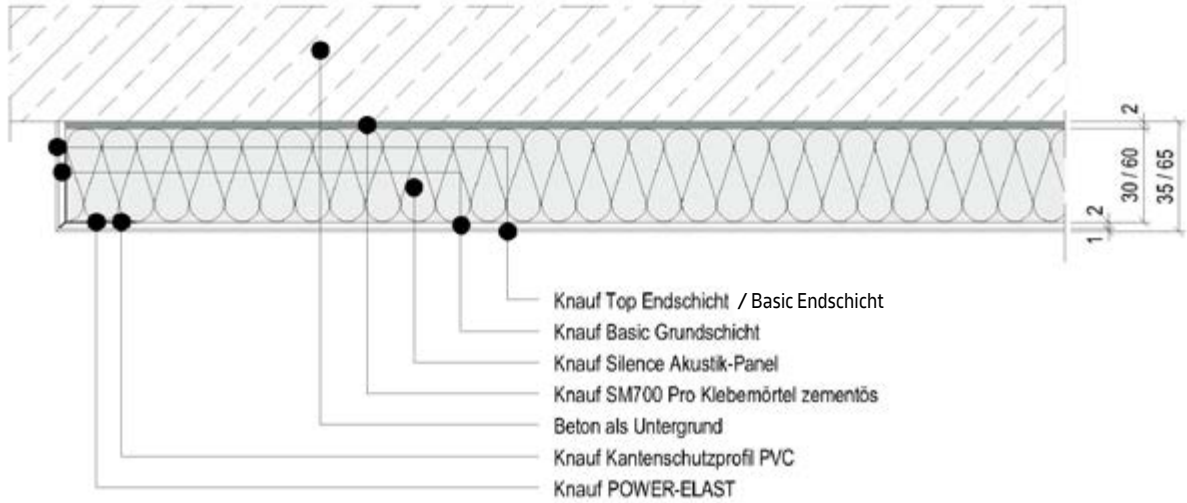 2
30 / 60
35 / 65
2
1
Knauf Top Endschicht / Basic Endschicht
Knauf Basic Grundschicht
Knauf Silence Akustik-Panel
Knauf SM700 Pro Klebemörtel zementös
Beton als Untergrund
Knauf Kantenschutzprofil PVC
Knauf POWER-ELAST